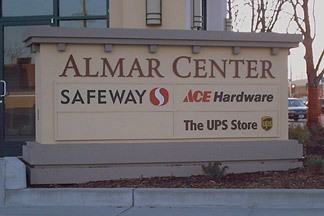 ALMAR CENTER
SAFEWAY
ACE Hardware
The UPS Store